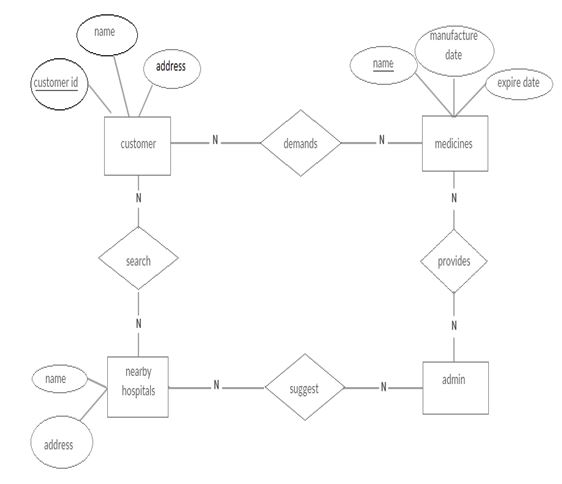 name
customer id
address
name
manufacture
date
expire date
customer
N
demands
N
medicines
N
N
search
provides
N
N
name
address
nearby
hospitals
N
suggest
N
admin